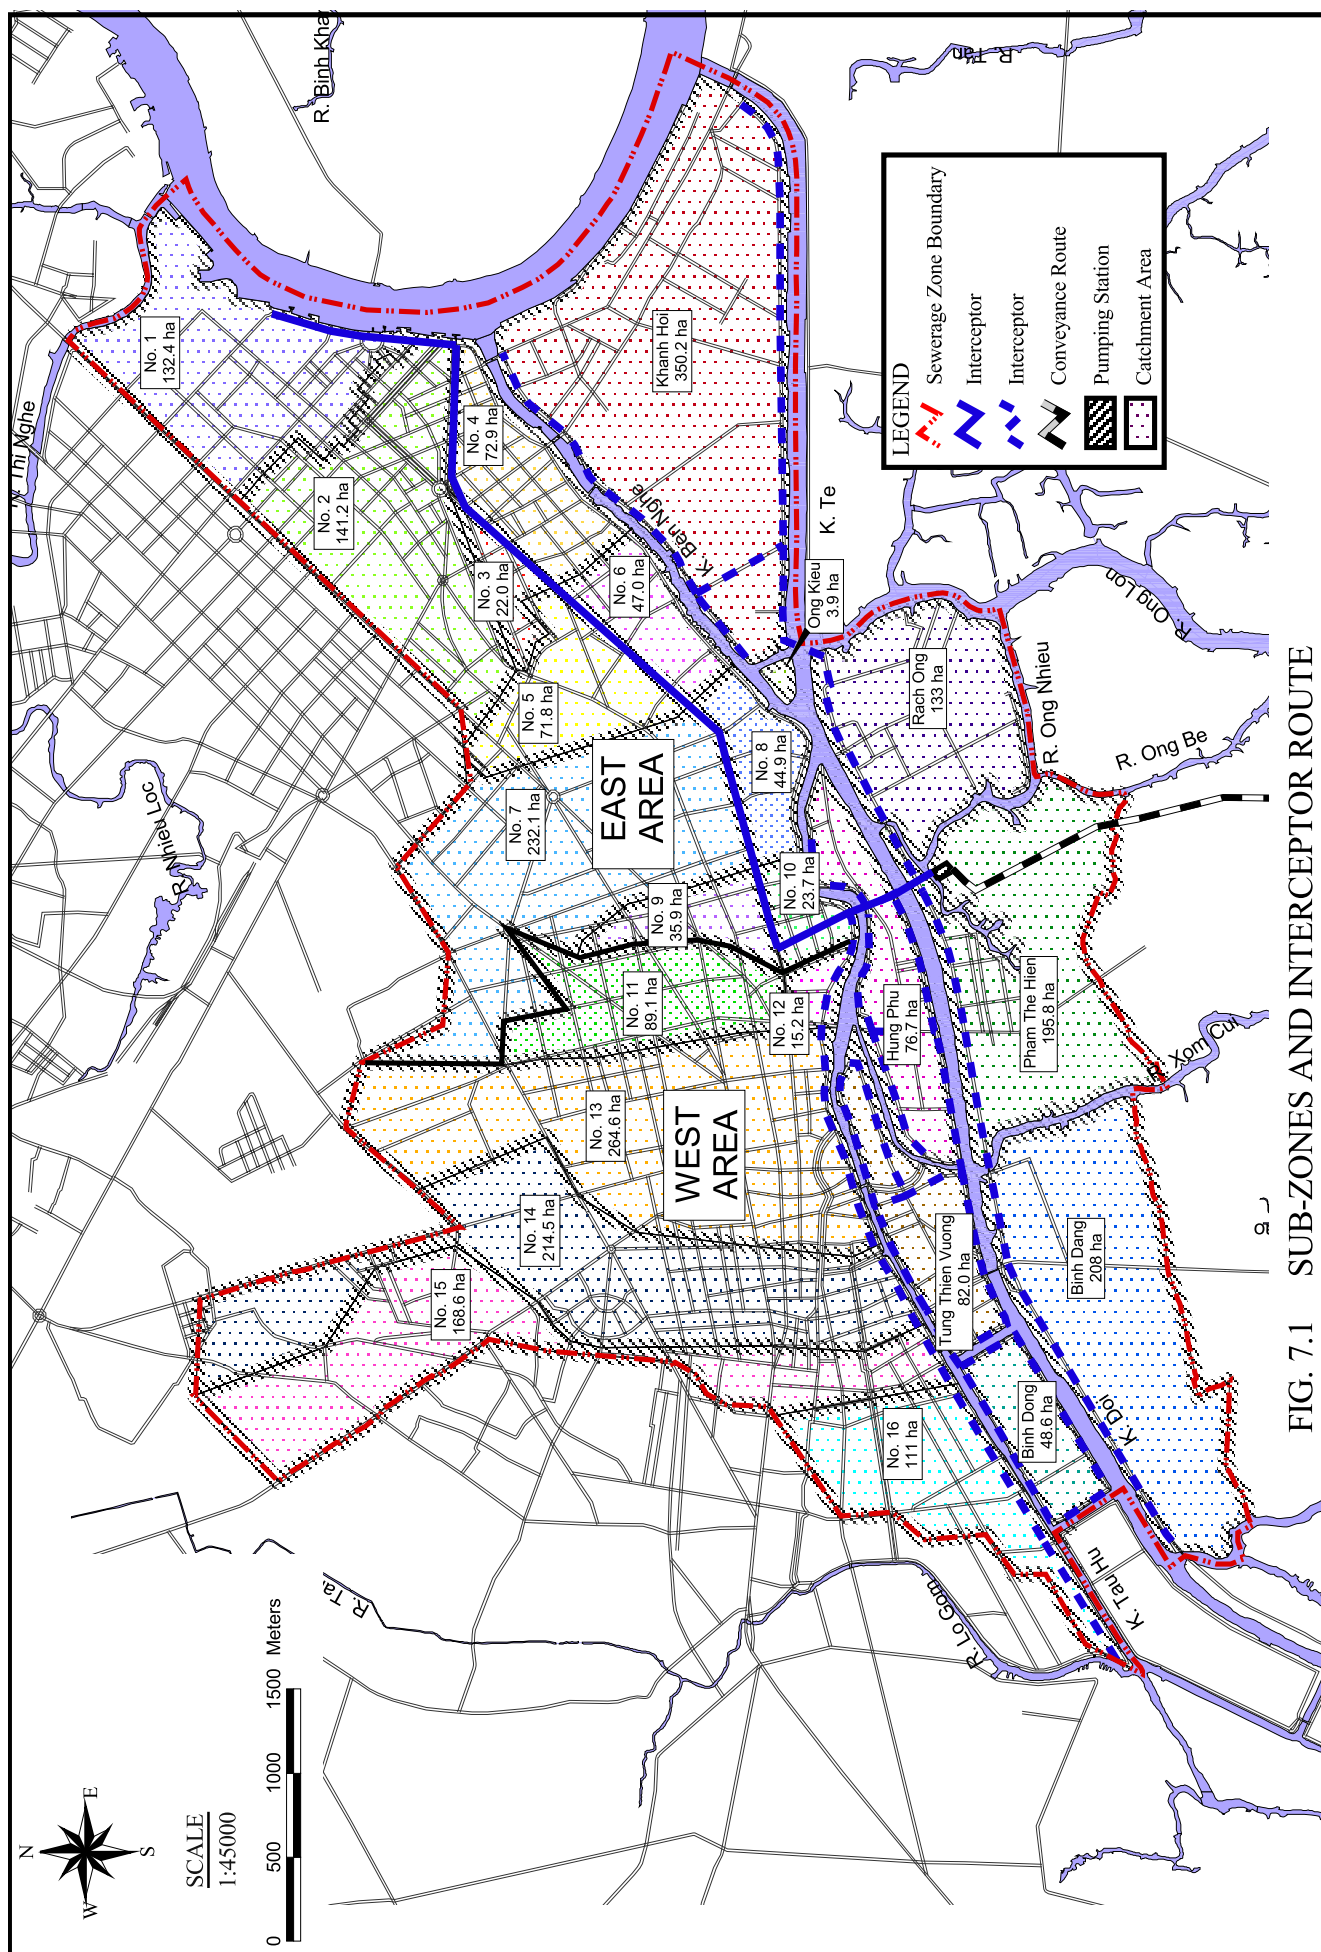 N
W
E
S
SCALE
1:45000
0
500
1000
1500 Meters
R. Nhieu Loc
Thi Nghe
R. Binh Kha
R. Tan
No. 1
132.4 ha
No. 2
141.2 ha
No. 3
22.0 ha
No. 4
72.9 ha
No. 5
71.8 ha
No. 6
47.0 ha
No. 7
232.1 ha
No. 8
44.9 ha
No. 9
35.9 ha
No. 10
23.7 ha
No. 11
89.1 ha
No. 12
15.2 ha
No. 13
264.6 ha
No. 14
214.5 ha
No. 15
168.6 ha
No. 16
111 ha
EAST
AREA
WEST
AREA
Khanh Hoi
350.2 ha
K. Ben Nghe
K. Te
Ong Kieu
3.9 ha
Rach Ong
133 ha
Hung Phu
76.7 ha
Pham The Hien
195.8 ha
Tung Thien Vuong
82.0 ha
Binh Dang
208 ha
Binh Dong
48.6 ha
K. Doi
K. Tau Hu
R. Lo Gom
R. Ta
R. Ong Lon
R. Ong Nhieu
R. Ong Be
Xom Cui
LEGEND
Sewerage Zone Boundary
Interceptor
Interceptor
Conveyance Route
Pumping Station
Catchment Area
FIG. 7.1 SUB-ZONES AND INTERCEPTOR ROUTE